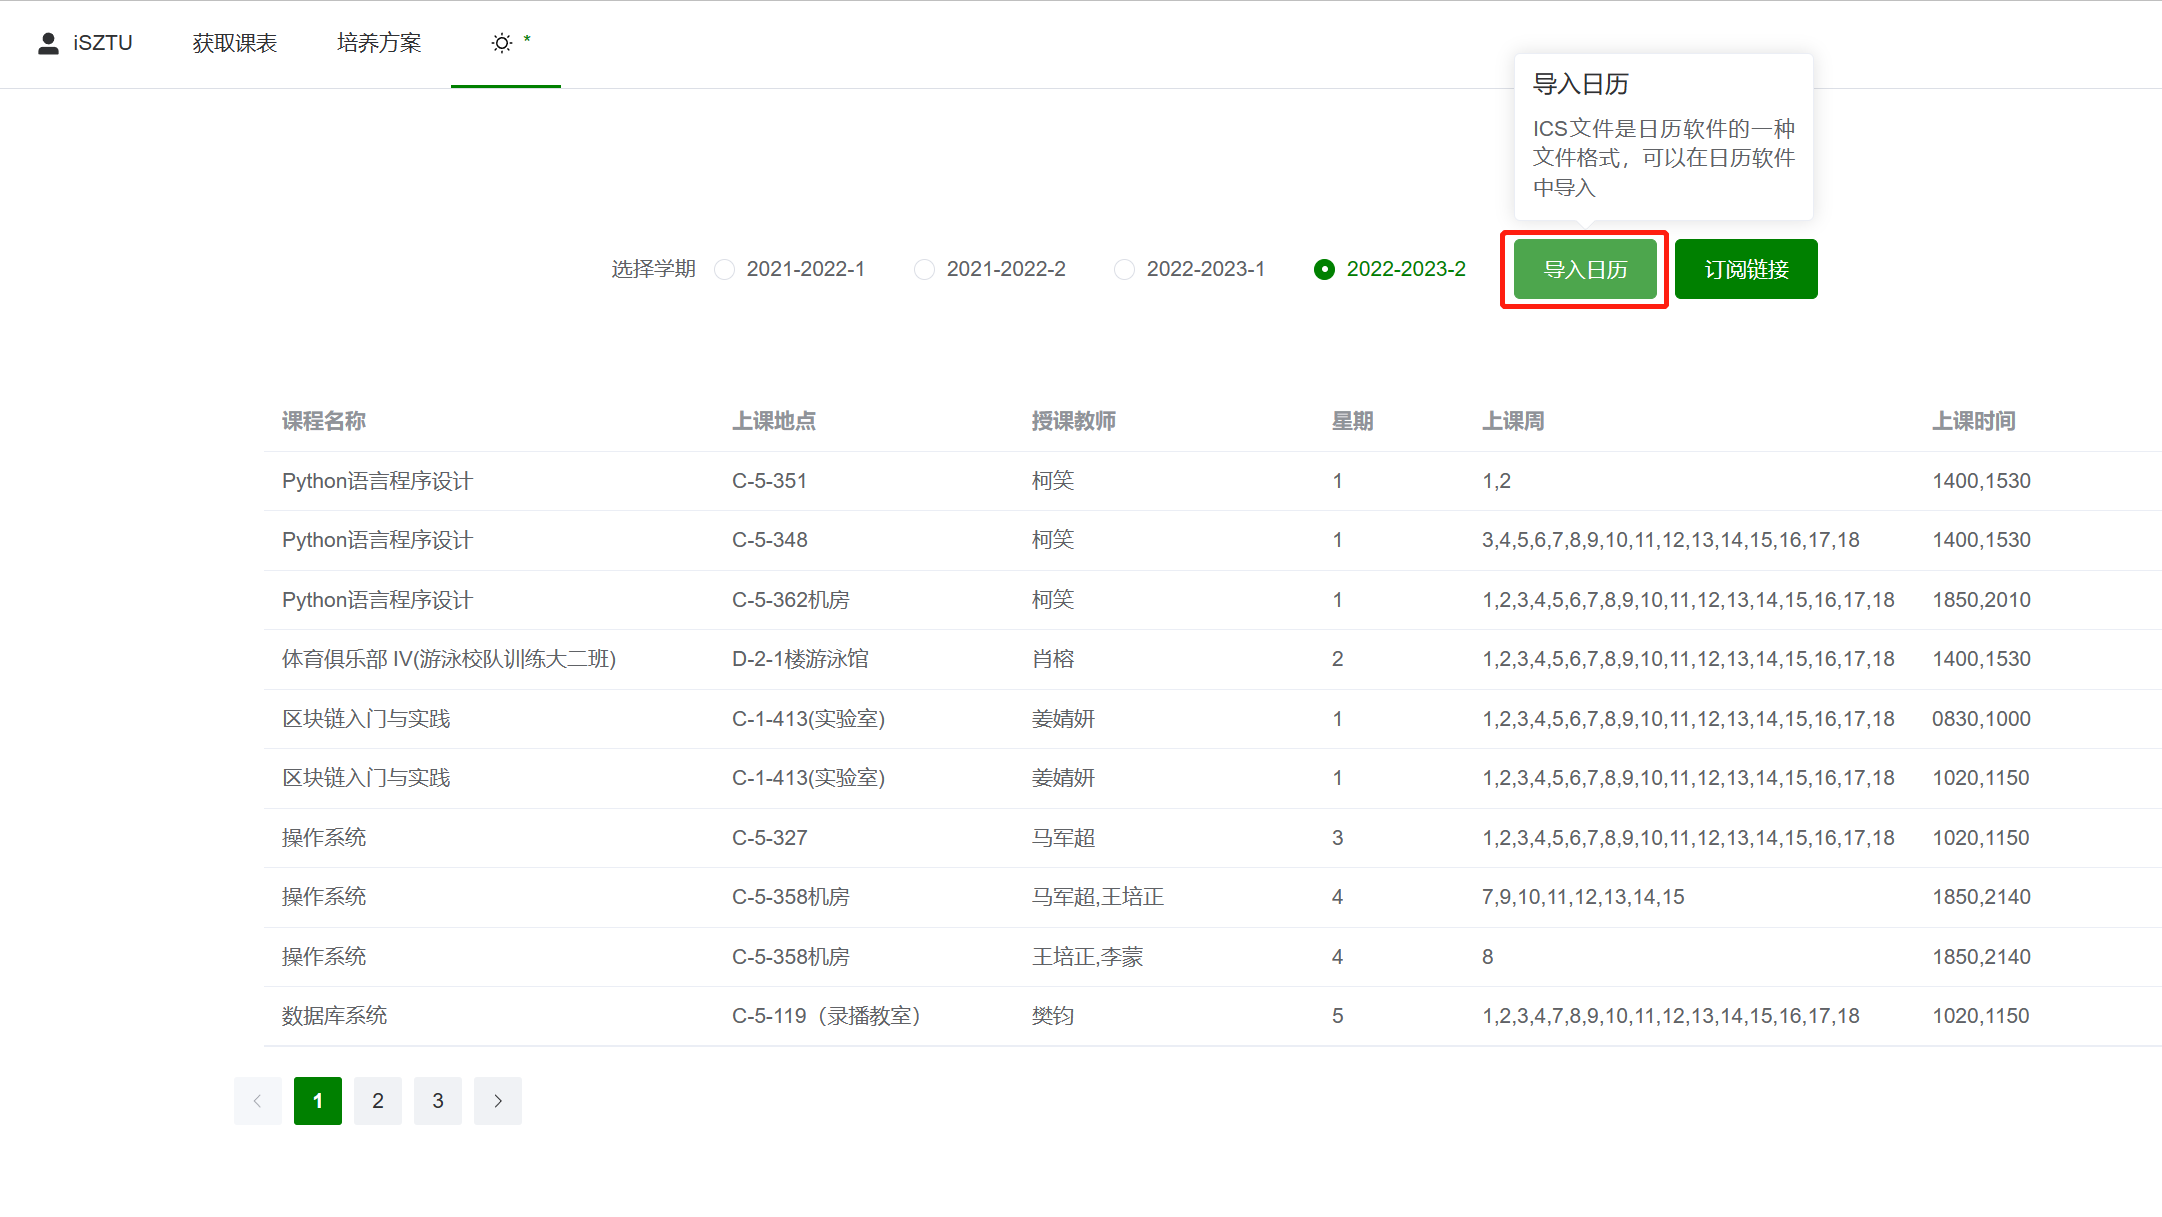 iSZTU 获取课表 培养方案 *
导入日历
ICS文件是日历软件的一种
文件格式，可以在日历软件
中导入
选择学期 2021-2022-1 2021-2022-2 2022-2023-1 2022-2023-2 导入日历 订阅链接
课程名称 上课地点 授课教师 星期 上课周 上课时间
Python语言程序设计 C-5-351 柯笑 1 1,2 1400,1530
Python语言程序设计 C-5-348 柯笑 1 3,4,5,6,7,8,9,10,11,12,13,14,15,16,17,18 1400,1530
Python语言程序设计 C-5-362机房 柯笑 1 1,2,3,4,5,6,7,8,9,10,11,12,13,14,15,16,17,18 1850,2010
体育俱乐部 IV(游泳校队训练大二班) D-2-1楼游泳馆 肖榕 2 1,2,3,4,5,6,7,8,9,10,11,12,13,14,15,16,17,18 1400,1530
区块链入门与实践 C-1-413(实验室) 姜婧妍 1 1,2,3,4,5,6,7,8,9,10,11,12,13,14,15,16,17,18 0830,1000
区块链入门与实践 C-1-413(实验室) 姜婧妍 1 1,2,3,4,5,6,7,8,9,10,11,12,13,14,15,16,17,18 1020,1150
操作系统 C-5-327 马军超 3 1,2,3,4,5,6,7,8,9,10,11,12,13,14,15,16,17,18 1020,1150
操作系统 C-5-358机房 马军超,王培正 4 7,9,10,11,12,13,14,15 1850,2140
操作系统 C-5-358机房 王培正,李蒙 4 8 1850,2140
数据库系统 C-5-119（录播教室） 樊钧 5 1,2,3,4,7,8,9,10,11,12,13,14,15,16,17,18 1020,1150
1 2 3